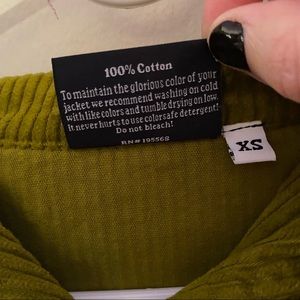 100% Cotton
To maintain the glorious color of your
jacket we recommend washing on cold
with like colors and tumble drying on low.
It never hurts to use colorsafe detergent!
Do not bleach!
RN# 195568
XS